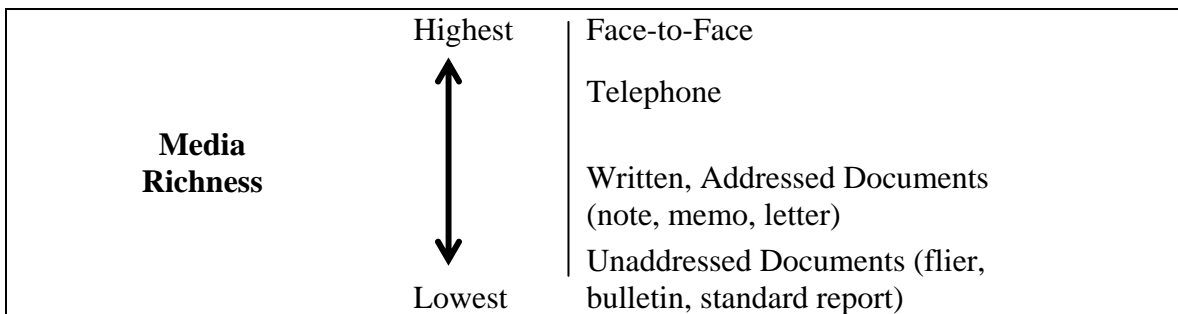 Highest
Face-to-Face
Telephone
Media
Richness
Written, Addressed Documents
(note, memo, letter)
Unaddressed Documents (flier,
Lowest
bulletin, standard report)